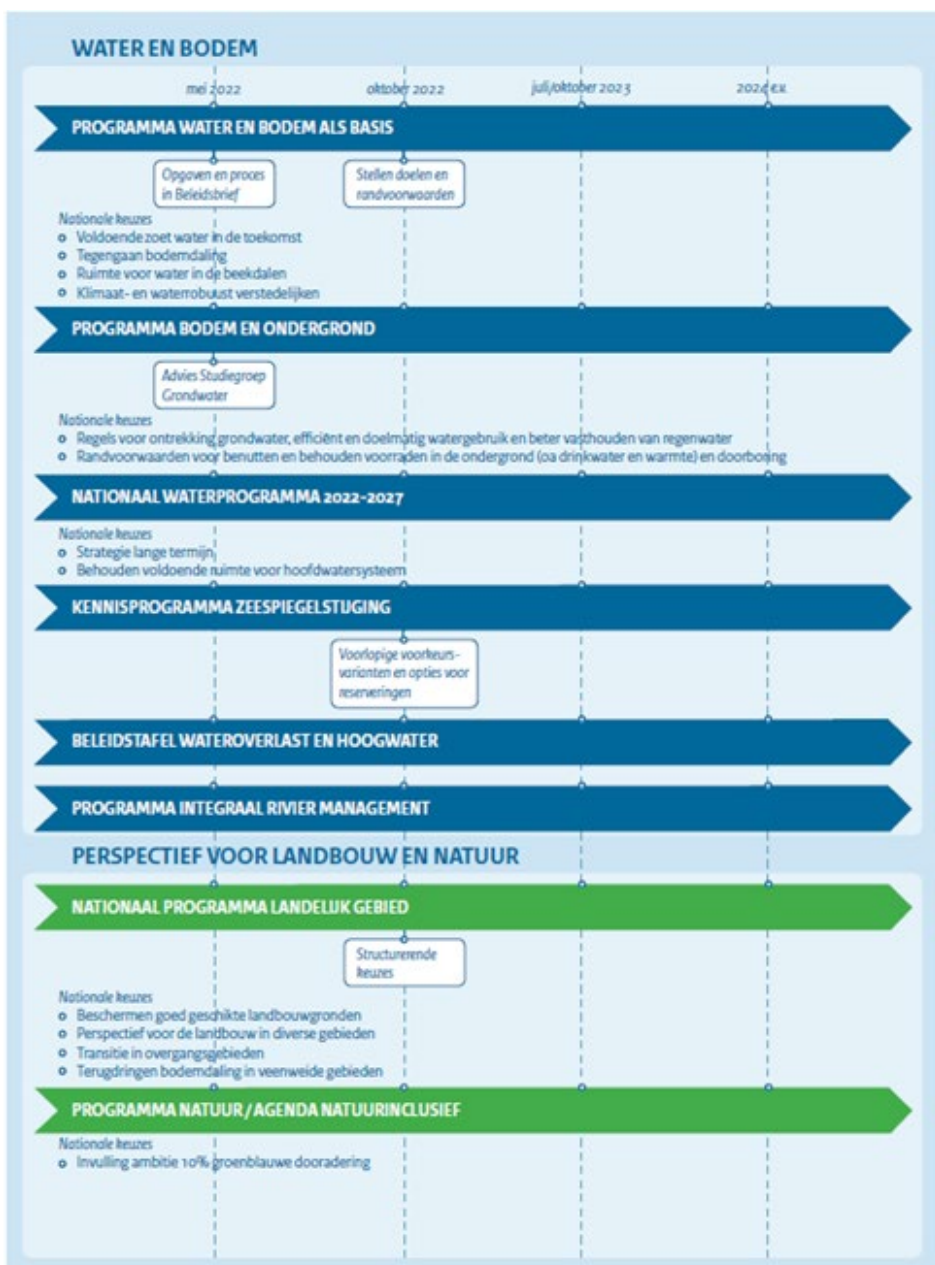 WATER EN BODEM
mei 2022 oktober 2022 juli/oktober 2023 2024 e.v.
PROGRAMMA WATER EN BODEM ALS BASIS
Opgaven en proces
in Beleidsbrief
Stellen doelen en
randvoorwaarden
Nationale keuzes
Voldoende zoet water in de toekomst
Tegengaan bodemdaling
Ruimte voor water in de beekdalen
Klimaat- en waterrobuust verstedelijken
PROGRAMMA BODEM EN ONDERGROND
Advies Studiegroep
Grondwater
Nationale keuzes
Regels voor ontrekking grondwater, efficiënt en doelmatig watergebruik en beter vasthouden van regenwater
Randvoorwaarden voor benutten en behouden voorraden in de ondergrond (oa drinkwater en warmte) en doorboring
NATIONAAL WATERPROGRAMMA 2022-2027
Nationale keuzes
Strategie lange termijn
Behouden voldoende ruimte voor hoofdwatersysteem
KENNISPROGRAMMA ZEESPIEGELSTIJGING
Voorlopige voorkeurs-
varianten en opties voor
reserveringen
BELEIDSTAFEL WATEROVERLAST EN HOOGWATER
PROGRAMMA INTEGRAAL RIVIER MANAGEMENT
PERSPECTIEF VOOR LANDBOUW EN NATUUR
NATIONAAL PROGRAMMA LANDELIJK GEBIED
Structurerende
keuzes
Nationale keuzes
Beschermen goed geschikte landbouwgronden
Perspectief voor de landbouw in diverse gebieden
Transitie in overgangsgebieden
Terugdringen bodemdaling in veenweide gebieden
PROGRAMMA NATUUR / AGENDA NATUURINCLUSIEF
Nationale keuzes
Invulling ambitie 10% groenblauwe dooradering